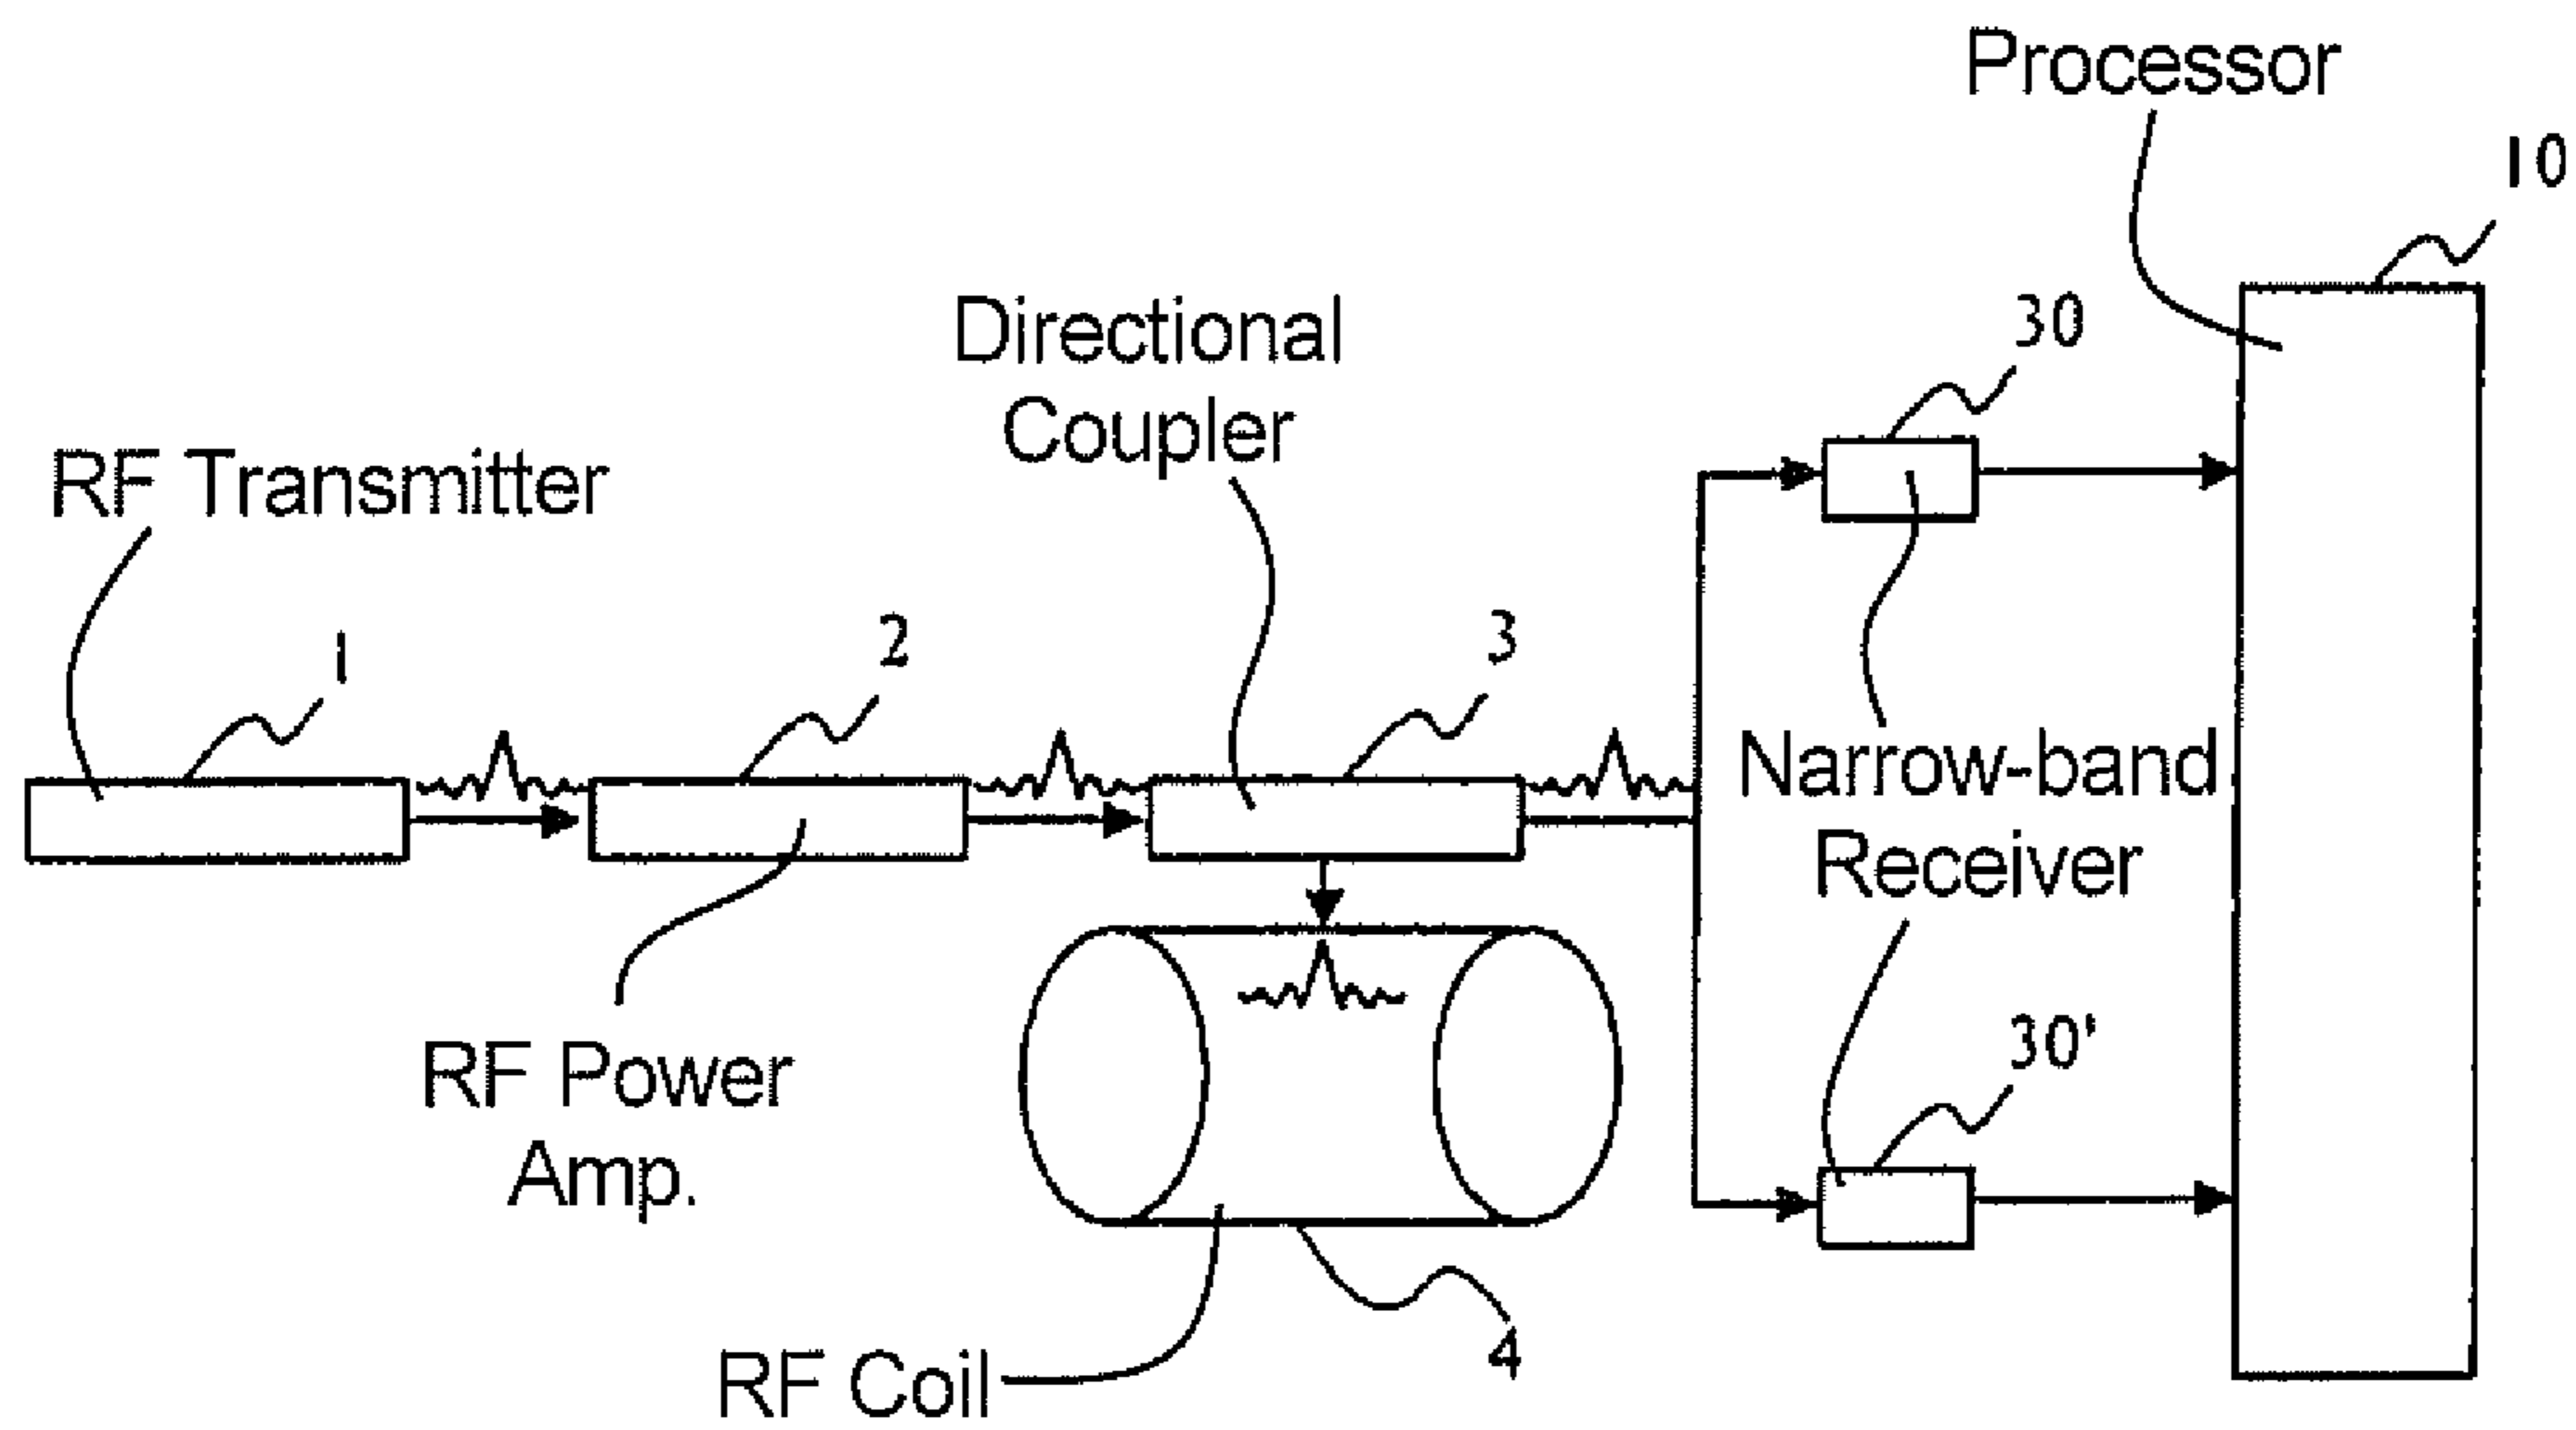 Processor
10
30
Directional
Coupler
RF Transmitter
1
2
3
Narrow-band
Receiver
30'
RF Power
Amp.
4
RF Coil